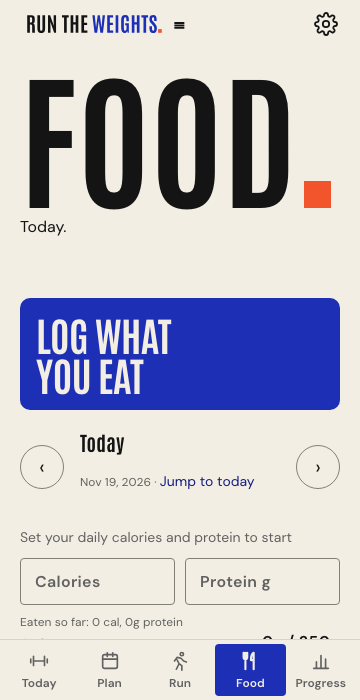 RUN THE WEIGHTS.
FOOD.
Today.
LOG WHAT
YOU EAT
‹
Today
Nov 19, 2026 · Jump to today
›
Set your daily calories and protein to start
Calories
Protein g
Eaten so far: 0 cal, 0g protein
Today
Plan
Run
Food
Progress